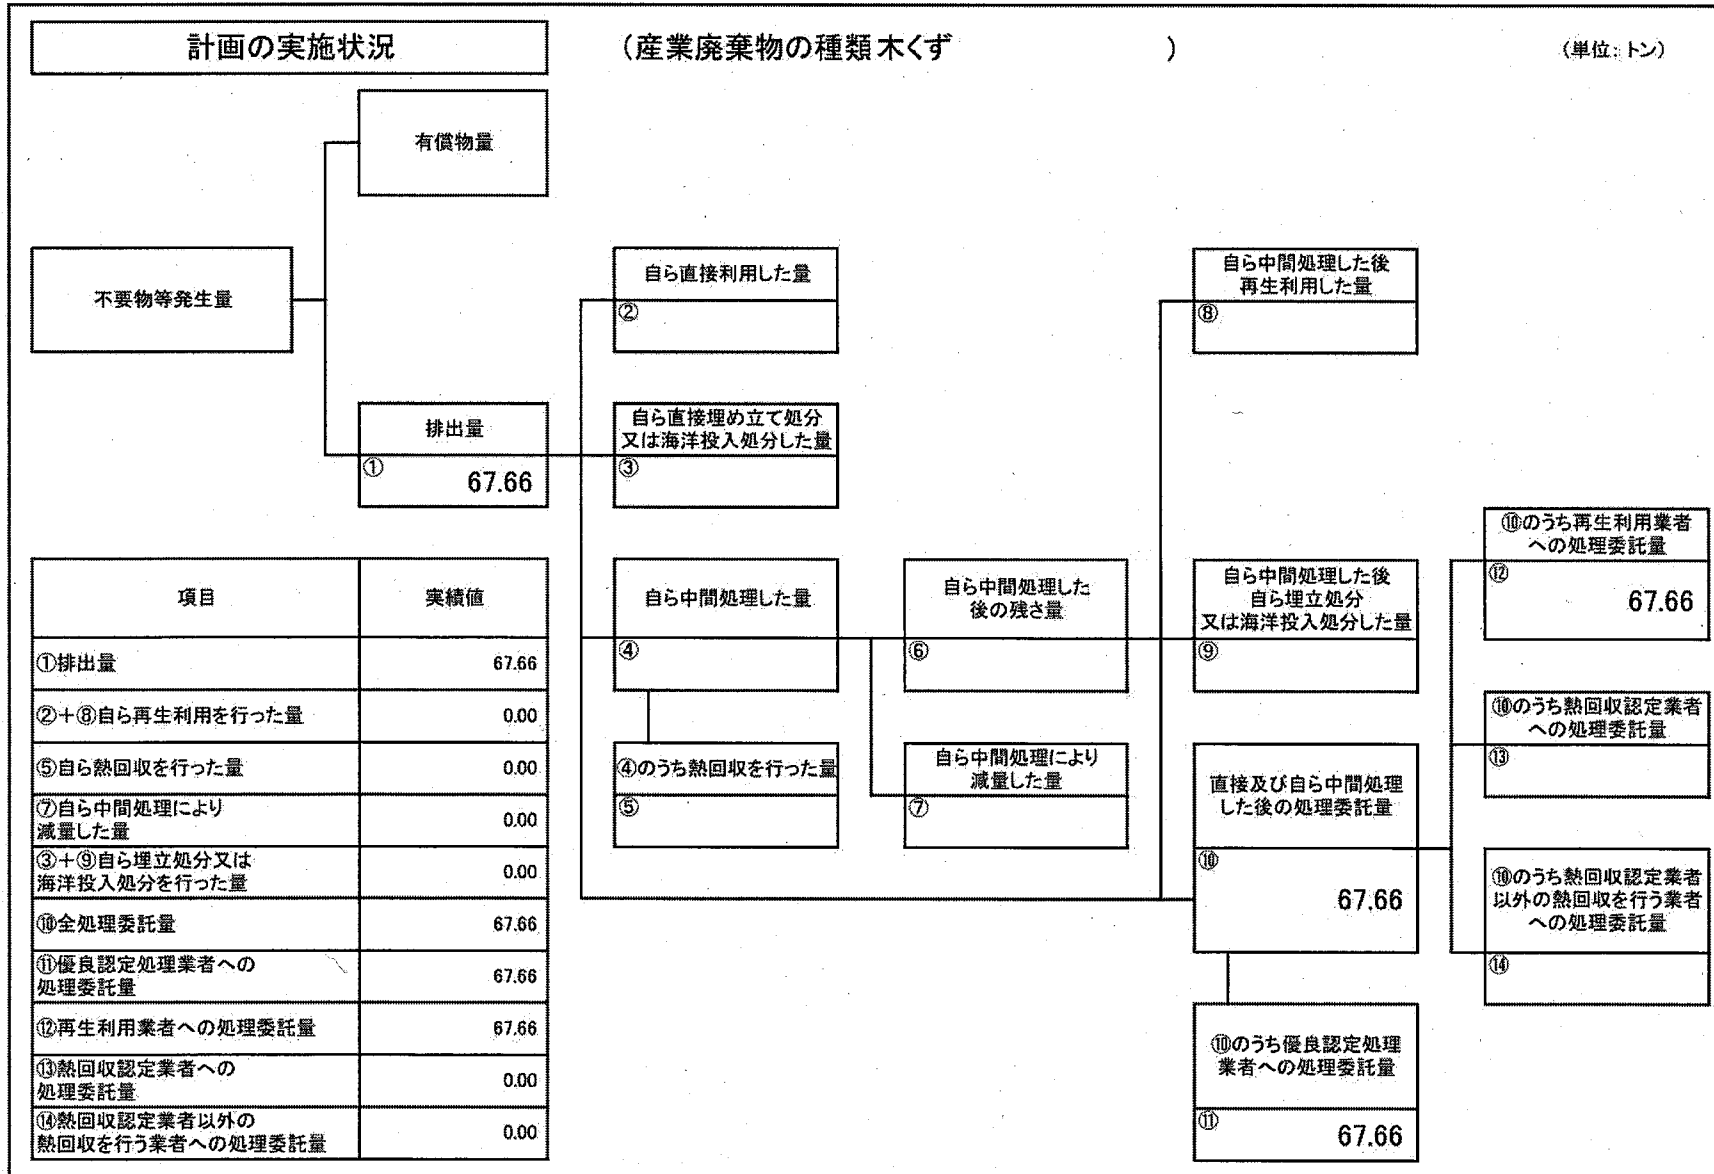 計画の実施状況
（産業廃棄物の種類 木くず ）
（単位：トン）
有償物量
不要物等発生量
排出量
①
67.66
自ら直接利用した量
②
自ら直接埋め立て処分
又は海洋投入処分した量
③
自ら中間処理した量
④
④のうち熱回収を行った量
⑤
自ら中間処理した
後の残さ量
⑥
自ら中間処理により
減量した量
⑦
自ら中間処理した後
再生利用した量
⑧
自ら中間処理した後
自ら埋立処分
又は海洋投入処分した量
⑨
直接及び自ら中間処理
した後の処理委託量
⑩
67.66
⑩のうち優良認定処理
業者への処理委託量
⑪
67.66
⑩のうち再生利用業者
への処理委託量
⑫
67.66
⑩のうち熱回収認定業者
への処理委託量
⑬
⑩のうち熱回収認定業者
以外の熱回収を行う業者
への処理委託量
⑭
項目 実績値
①排出量 67.66
②＋⑧自ら再生利用を行った量 0.00
⑤自ら熱回収を行った量 0.00
⑦自ら中間処理により
減量した量 0.00
③＋⑨自ら埋立処分又は
海洋投入処分を行った量 0.00
⑩全処理委託量 67.66
⑪優良認定処理業者への
処理委託量 67.66
⑫再生利用業者への処理委託量 67.66
⑬熱回収認定業者への
処理委託量 0.00
⑭熱回収認定業者以外の
熱回収を行う業者への処理委託量 0.00